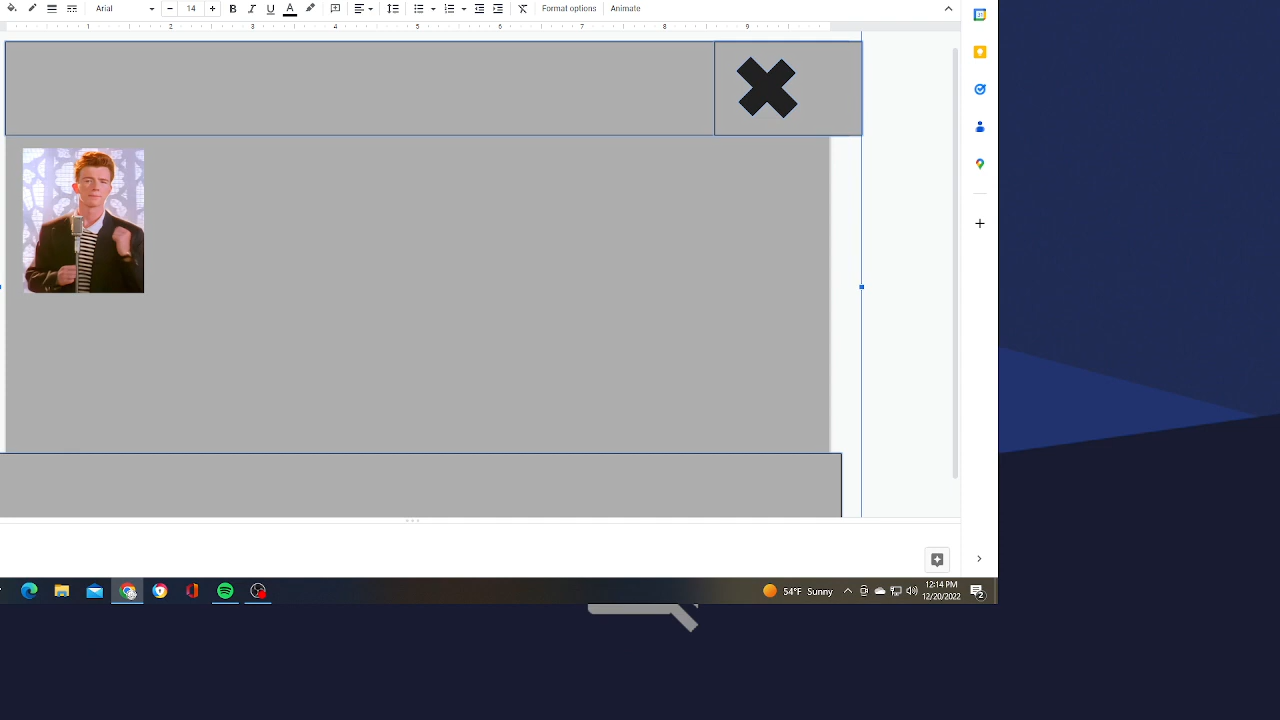 Arial − 14 + B I U A Format options Animate
1 2 3 4 5 6 7 8 9
12:14 PM
54°F Sunny
12/20/2022
2